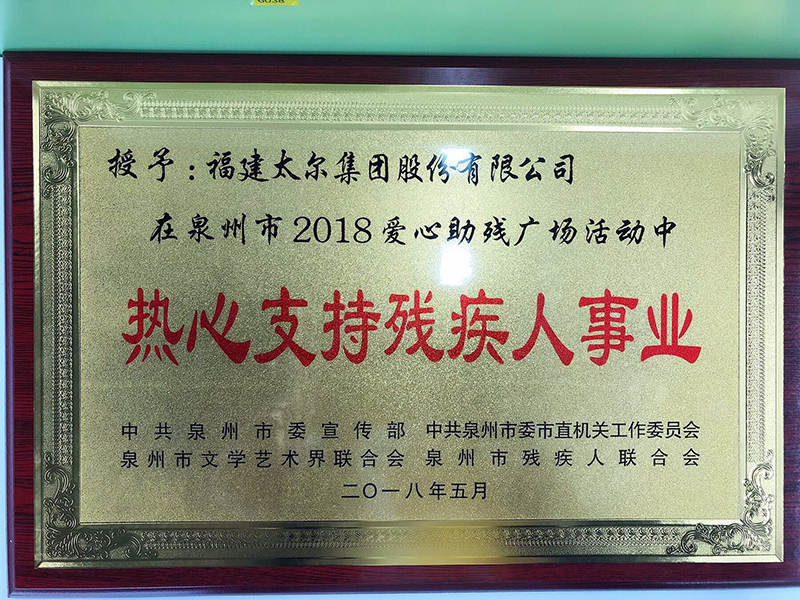 授予：福建太尔集团股份有限公司
在泉州市2018爱心助残广场活动中
热心支持残疾人事业
中共泉州市委宣传部 中共泉州市委市直机关工作委员会
泉州市文学艺术界联合会 泉州市残疾人联合会
二〇一八年五月